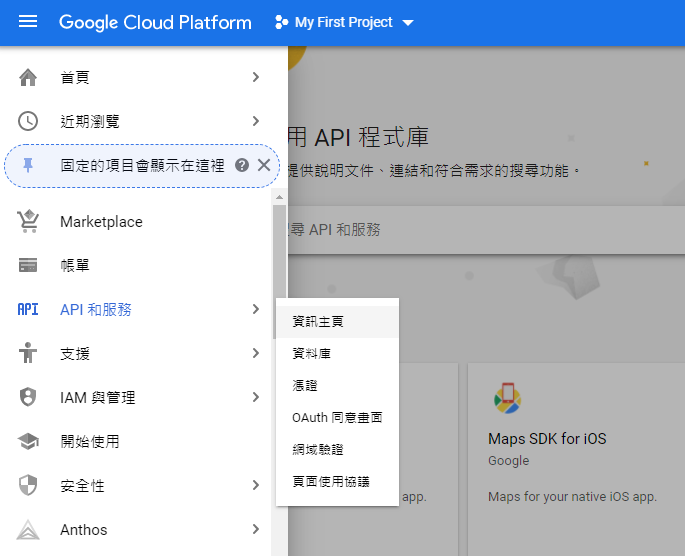 Google Cloud Platform
My First Project
首頁
近期瀏覽
固定的項目會顯示在這裡
Marketplace
帳單
API 和服務
支援
IAM 與管理
開始使用
安全性
Anthos
資訊主頁
資料庫
憑證
OAuth 同意畫面
網域驗證
頁面使用協議
用 API 程式庫
提供說明文件、連結和符合需求的搜尋功能。
搜尋 API 和服務
app.
Maps SDK for iOS
Google
Maps for your native iOS app.